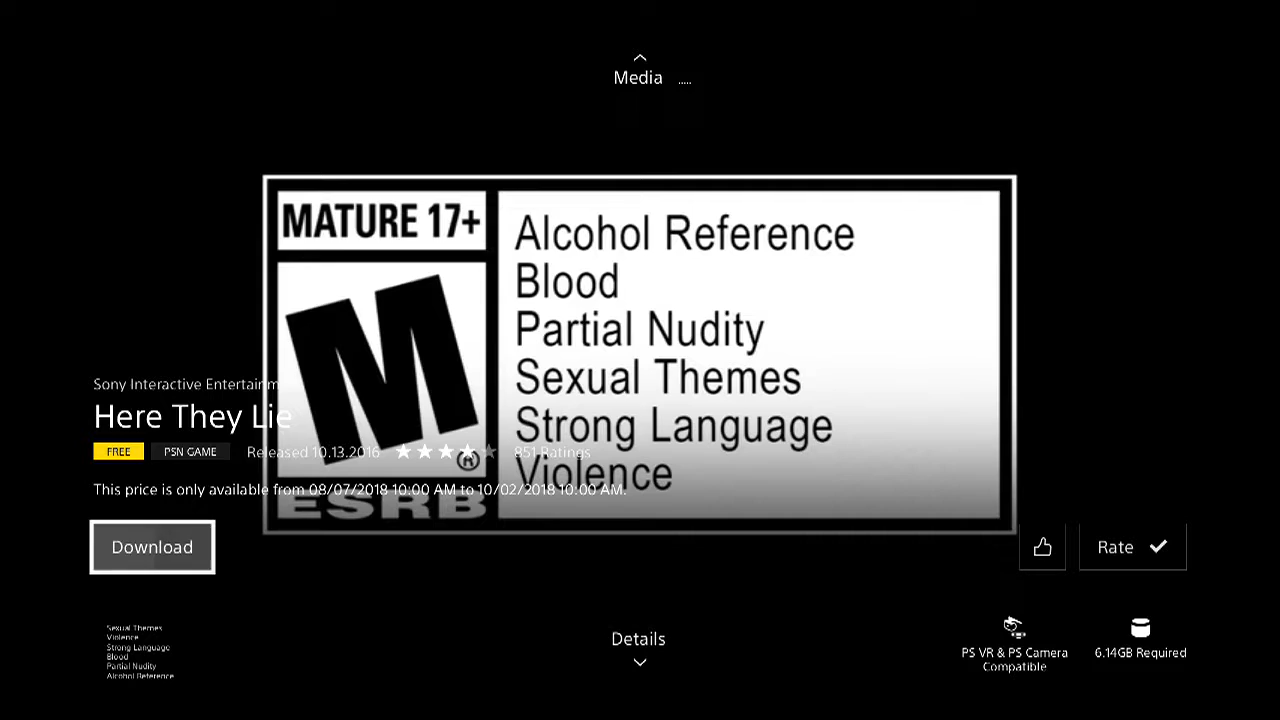 Media .....
MATURE 17+
M
®
ESRB
Alcohol Reference
Blood
Partial Nudity
Sexual Themes
Strong Language
Violence
Sony Interactive Entertainm
Here They Lie
FREE PSN GAME Released 10.13.2016 851 Ratings
This price is only available from 08/07/2018 10:00 AM to 10/02/2018 10:00 AM.
Download
Rate
Sexual Themes
Violence
Strong Language
Blood
Partial Nudity
Alcohol Reference
Details
PS VR & PS Camera
Compatible
6.14GB Required